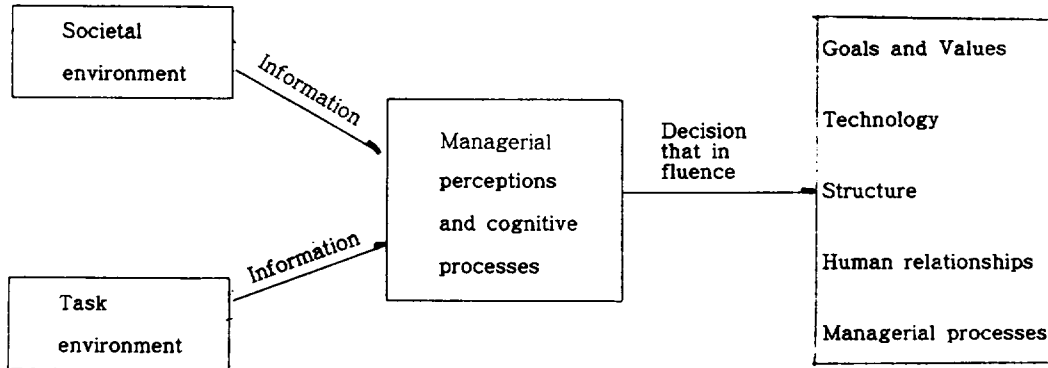 Societal
environment
Information
Task
environment
Information
Managerial
perceptions
and cognitive
processes
Decision
that in
fluence
Goals and Values
Technology
Structure
Human relationships
Managerial processes